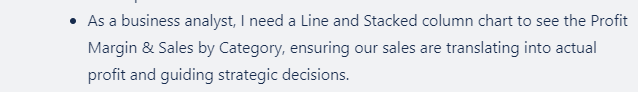 • As a business analyst, I need a Line and Stacked column chart to see the Profit
Margin & Sales by Category, ensuring our sales are translating into actual
profit and guiding strategic decisions.